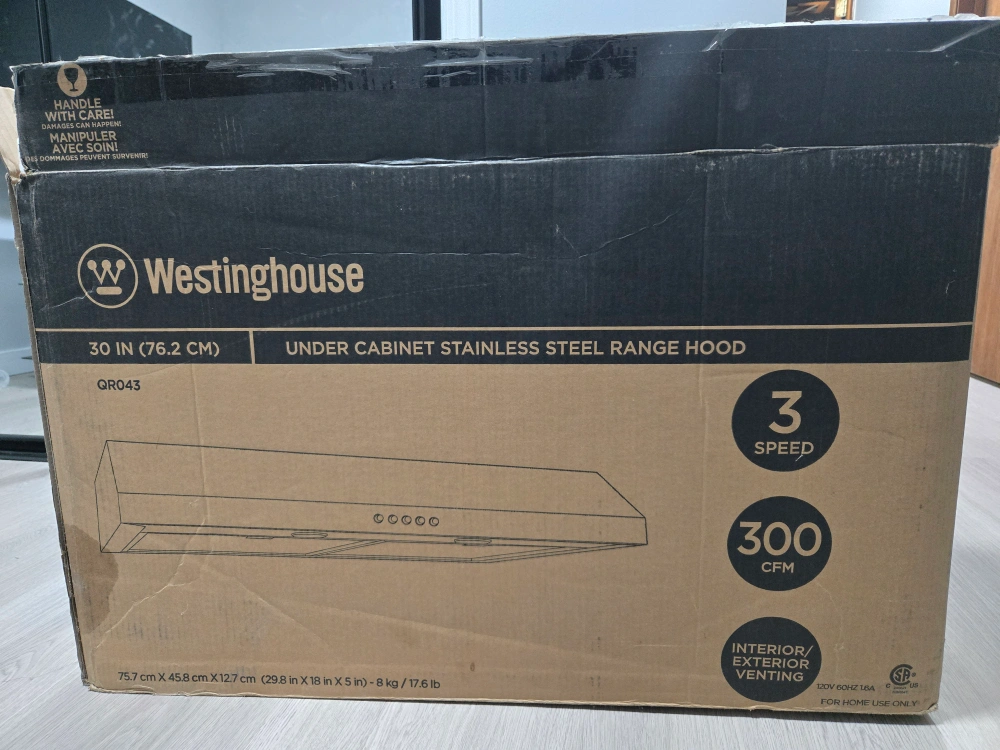 HANDLE
WITH CARE!
DAMAGES CAN HAPPEN!
MANIPULER
AVEC SOIN!
DES DOMMAGES PEUVENT SURVENIR!
W
Westinghouse
30 IN (76.2 CM)
UNDER CABINET STAINLESS STEEL RANGE HOOD
QR043
3
SPEED
300
CFM
INTERIOR/
EXTERIOR
VENTING
75.7 cm X 45.8 cm X 12.7 cm (29.8 in X 18 in X 5 in) - 8 kg / 17.6 lb
120V 60HZ 1.6A
C SA US
FOR HOME USE ONLY